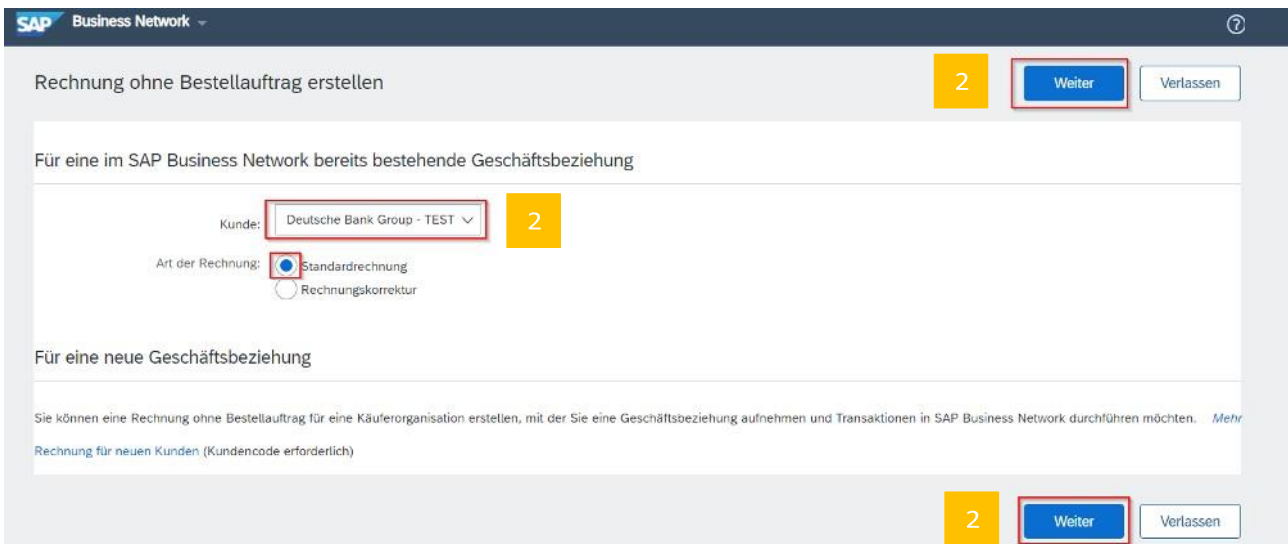 SAP Business Network
Rechnung ohne Bestellauftrag erstellen
2
Weiter
Verlassen
Für eine im SAP Business Network bereits bestehende Geschäftsbeziehung
Kunde: Deutsche Bank Group - TEST
2
Art der Rechnung: Standardrechnung
Rechnungskorrektur
Für eine neue Geschäftsbeziehung
Sie können eine Rechnung ohne Bestellauftrag für eine Käuferorganisation erstellen, mit der Sie eine Geschäftsbeziehung aufnehmen und Transaktionen in SAP Business Network durchführen möchten. Mehr
Rechnung für neuen Kunden (Kundencode erforderlich)
2
Weiter
Verlassen